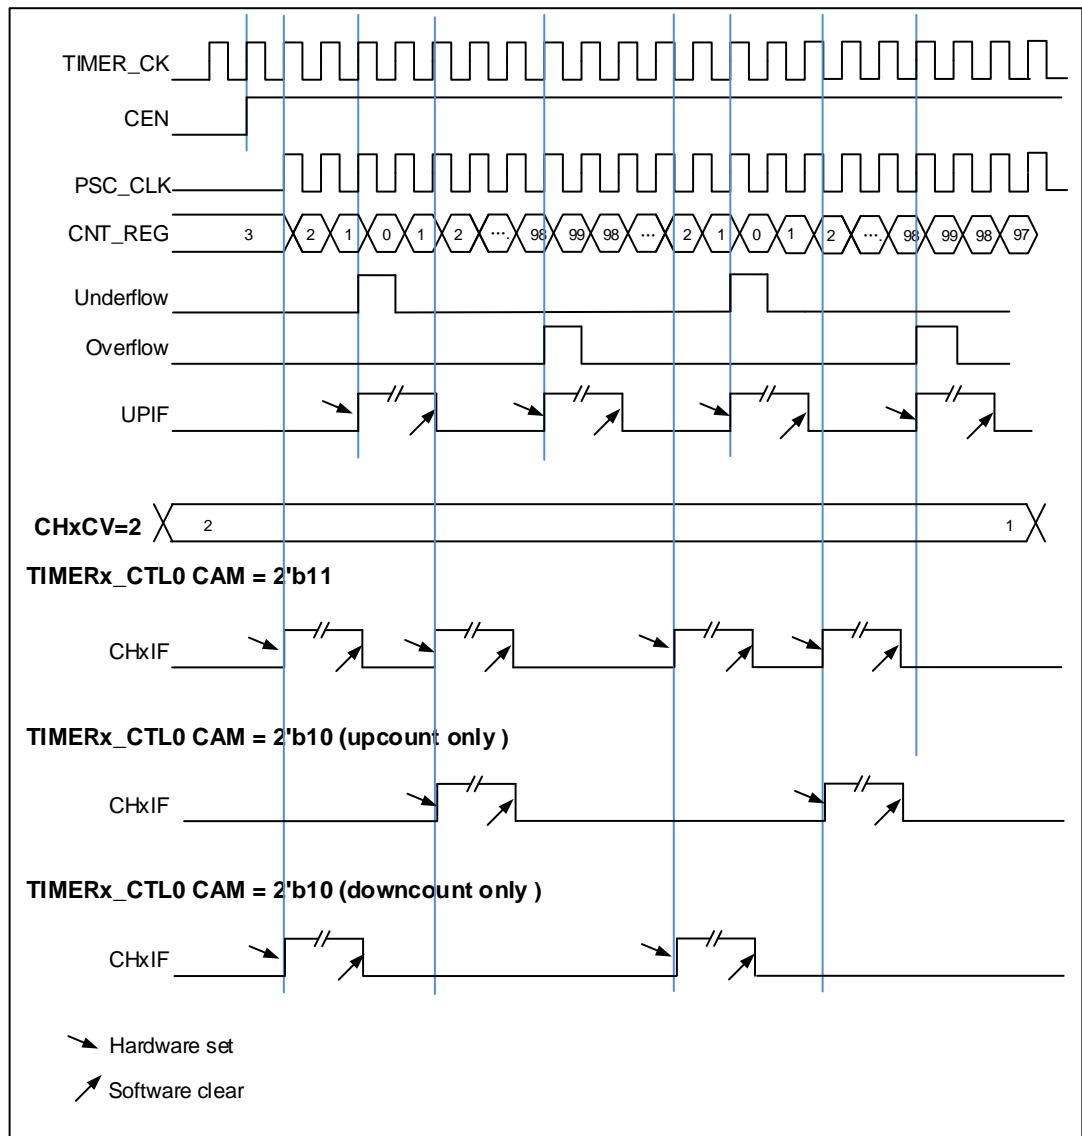 TIMER_CK
CEN
PSC_CLK
CNT_REG 3 2 1 0 1 2 .... 98 99 98 ... 2 1 0 1 2 .... 98 99 98 97
Underflow
Overflow
UPIF
CHxCV=2 2 1
TIMERx_CTL0 CAM = 2'b11
CHxIF
TIMERx_CTL0 CAM = 2'b10 (upcount only )
CHxIF
TIMERx_CTL0 CAM = 2'b10 (downcount only )
CHxIF
Hardware set
Software clear